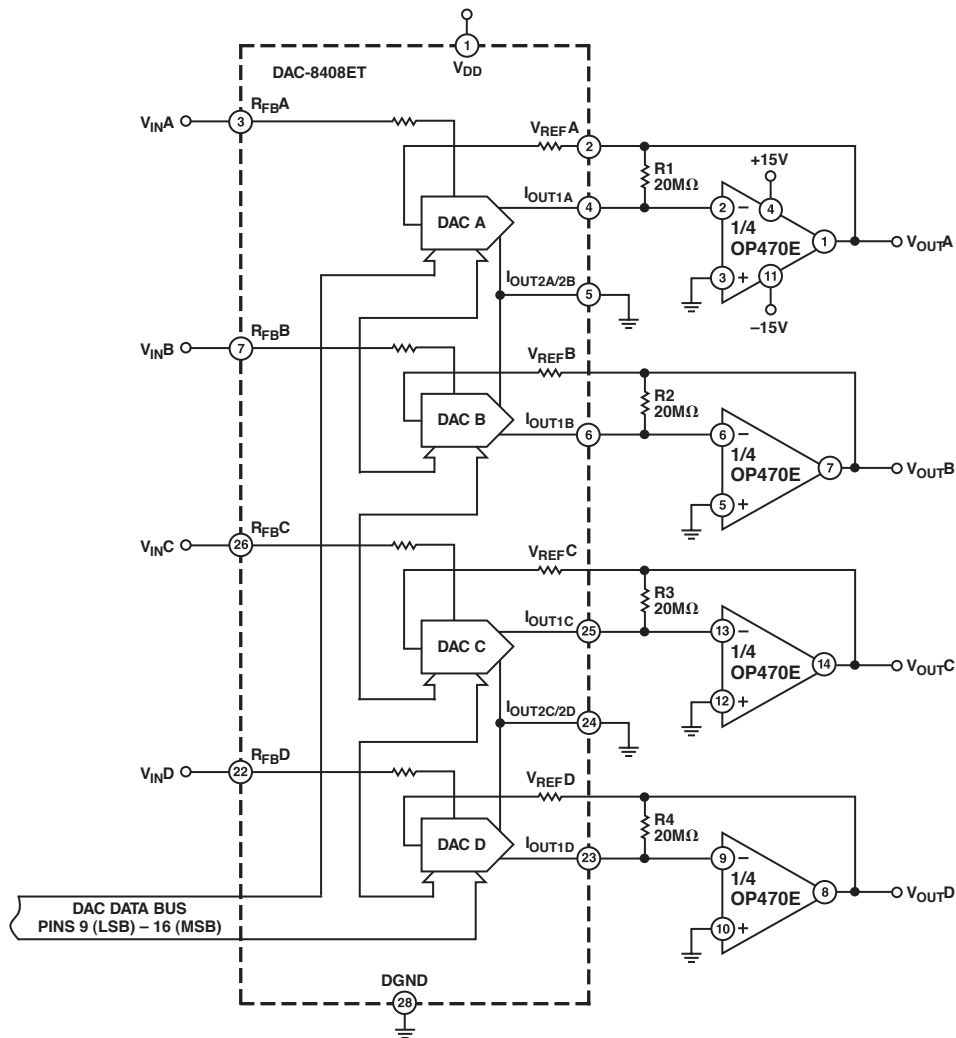 1
VDD
DAC-8408ET
VINA
3
RFBA
VREFA
2
R1
20MΩ
+15V
4
DAC A
IOUT1A
4
2 –
1/4
OP470E
1
VOUTA
3 +
11
–15V
IOUT2A/2B
5
VINB
7
RFBB
VREFB
R2
20MΩ
DAC B
IOUT1B
6
6 –
1/4
OP470E
7
VOUTB
5 +
VINC
26
RFBC
VREFC
R3
20MΩ
DAC C
IOUT1C
25
13 –
1/4
OP470E
14
VOUTC
12 +
IOUT2C/2D
24
VIND
22
RFBD
VREFD
R4
20MΩ
DAC D
IOUT1D
23
9 –
1/4
OP470E
8
VOUTD
10 +
DAC DATA BUS
PINS 9 (LSB) – 16 (MSB)
DGND
28